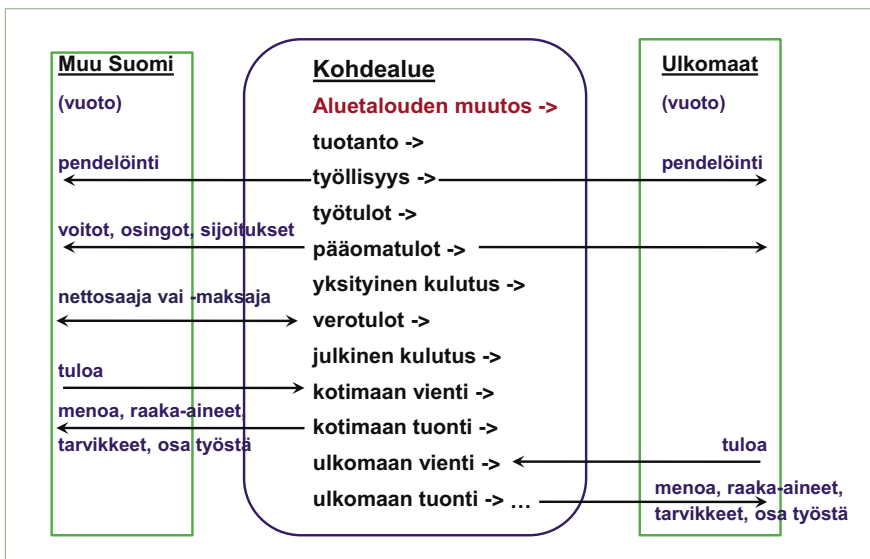 Muu Suomi
(vuoto)
pendelöinti
voitot, osingot, sijoitukset
nettosaaja vai -maksaja
tuloa
menoa, raaka-aineet,
tarvikkeet, osa työstä
Kohdealue
Aluetalouden muutos ->
tuotanto ->
työllisyys ->
työtulot ->
pääomatulot ->
yksityinen kulutus ->
verotulot ->
julkinen kulutus ->
kotimaan vienti ->
kotimaan tuonti ->
ulkomaan vienti ->
ulkomaan tuonti -> ...
Ulkomaat
(vuoto)
pendelöinti
tuloa
menoa, raaka-aineet,
tarvikkeet, osa työstä